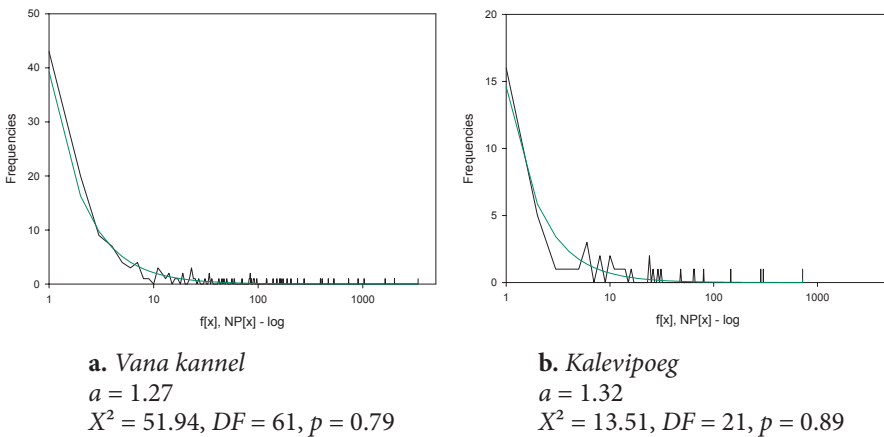 50
40
30
20
10
0
Frequencies
1
10
100
1000
f[x], NP[x] - log
20
15
10
5
0
Frequencies
1
10
100
1000
f[x], NP[x] - log
a. Vana kannel
a = 1.27
X² = 51.94, DF = 61, p = 0.79
b. Kalevipoeg
a = 1.32
X² = 13.51, DF = 21, p = 0.89